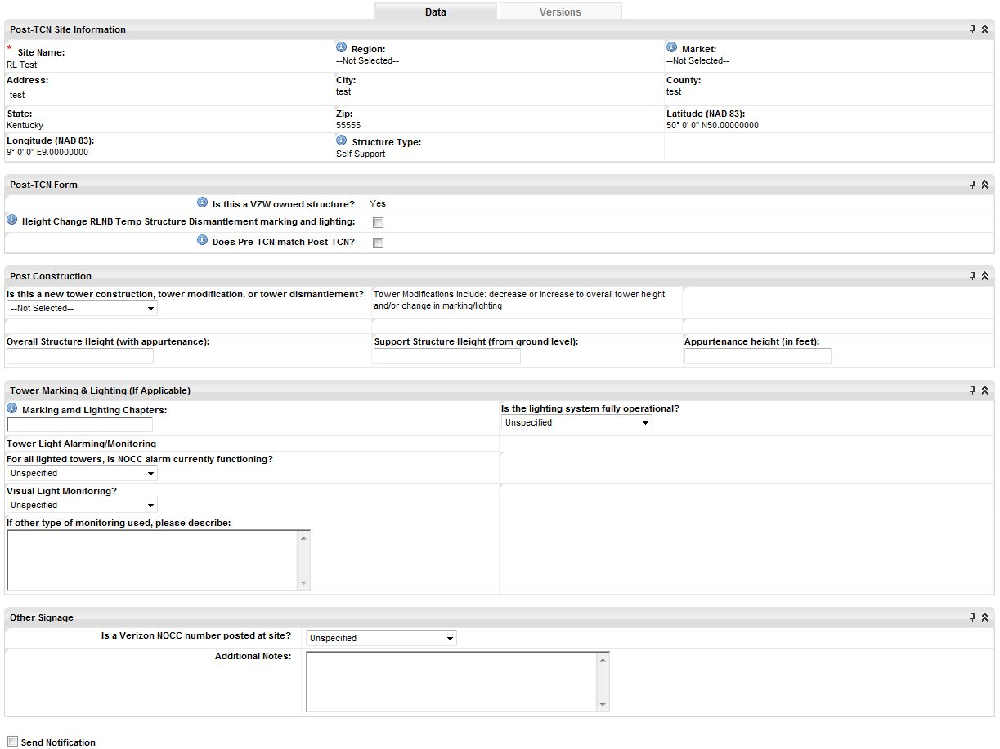 Data Versions
Post-TCN Site Information
* Site Name: Region: Market:
RL Test --Not Selected-- --Not Selected--
Address: City: County:
test test test
State: Zip: Latitude (NAD 83):
Kentucky 55555 50° 0' 0" N50.00000000
Longitude (NAD 83): Structure Type:
9° 0' 0" E9.00000000 Self Support
Post-TCN Form
Is this a VZW owned structure? Yes
Height Change RLNB Temp Structure Dismantlement marking and lighting:
Does Pre-TCN match Post-TCN?
Post Construction
Is this a new tower construction, tower modification, or tower dismantlement? Tower Modifications include: decrease or increase to overall tower height
--Not Selected-- and/or change in marking/lighting
Overall Structure Height (with appurtenance): Support Structure Height (from ground level): Appurtenance height (in feet):
Tower Marking & Lighting (If Applicable)
Marking amd Lighting Chapters: Is the lighting system fully operational?
Unspecified
Tower Light Alarming/Monitoring
For all lighted towers, is NOCC alarm currently functioning?
Unspecified
Visual Light Monitoring?
Unspecified
If other type of monitoring used, please describe:
Other Signage
Is a Verizon NOCC number posted at site? Unspecified
Additional Notes:
Send Notification